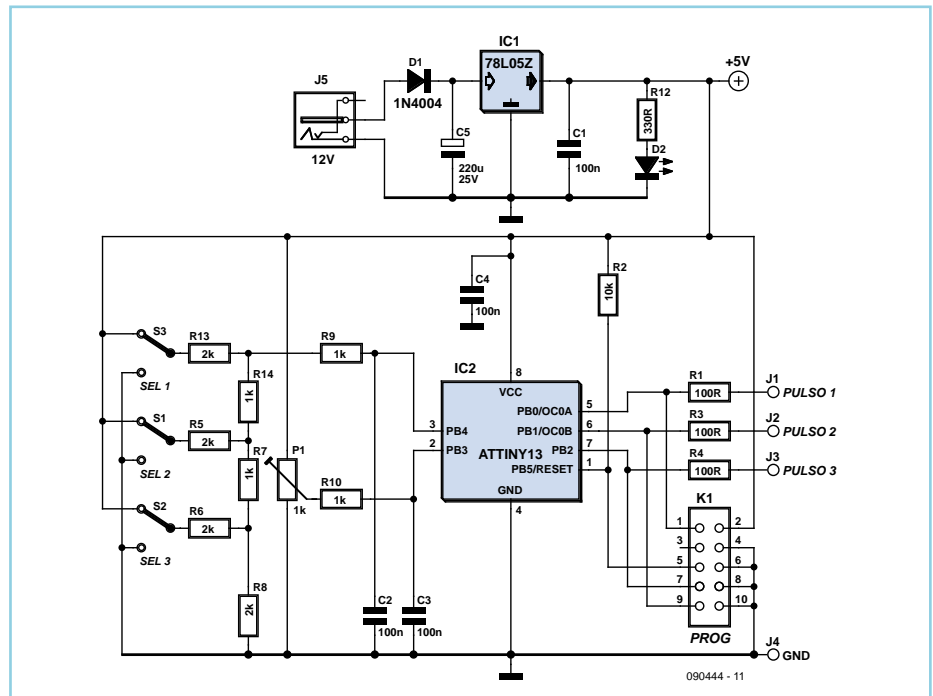 IC1
+5V
J5
D1
78L05Z
1N4004
R12
330R
12V
C5
220u
25V
C1
100n
D2
C4
100n
R2
10k
S3
R13
2k
R9
1k
SEL 1
R14
1k
IC2
8
VCC
S1
R5
2k
3
PB4
PB0/OC0A
5
R1
100R
J1
PULSO 1
SEL 2
R7
1k
P1
1k
2
PB3
ATTINY13
PB1/OC0B
6
R3
100R
J2
PULSO 2
PB2
7
R4
100R
J3
PULSO 3
PB5/RESET
1
S2
R6
2k
R10
1k
GND
4
K1
SEL 3
1
2
3
4
5
6
7
8
9
10
R8
2k
C2
100n
C3
100n
PROG
J4
GND
090444 - 11